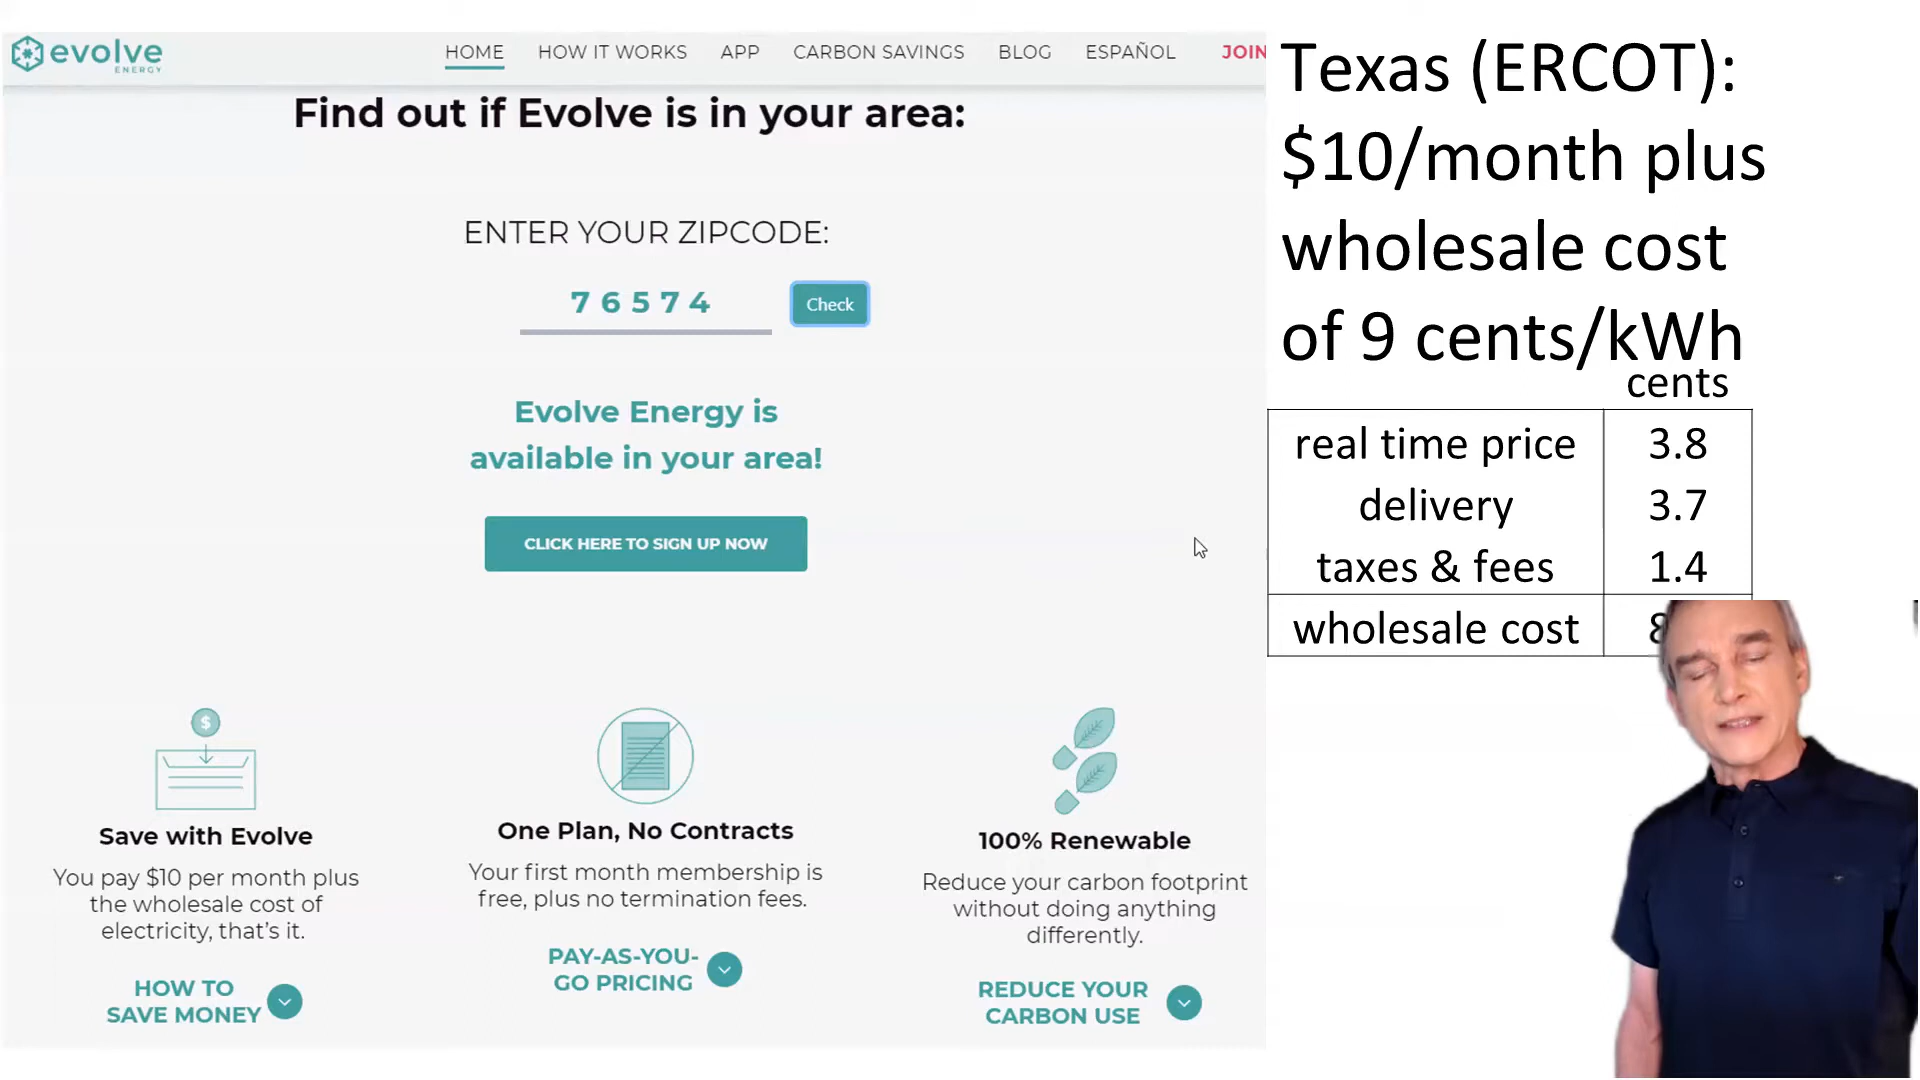 evolve
ENERGY
HOME HOW IT WORKS APP CARBON SAVINGS BLOG ESPAÑOL JOIN
Find out if Evolve is in your area:
ENTER YOUR ZIPCODE:
76574 Check
Evolve Energy is
available in your area!
CLICK HERE TO SIGN UP NOW
Save with Evolve
You pay $10 per month plus
the wholesale cost of
electricity, that's it.
HOW TO
SAVE MONEY
One Plan, No Contracts
Your first month membership is
free, plus no termination fees.
PAY-AS-YOU-
GO PRICING
100% Renewable
Reduce your carbon footprint
without doing anything
differently.
REDUCE YOUR
CARBON USE
Texas (ERCOT):
$10/month plus
wholesale cost
of 9 cents/kWh
cents
real time price 3.8
delivery 3.7
taxes & fees 1.4
wholesale cost